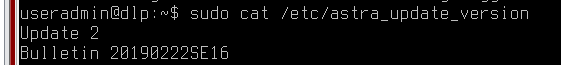 useradmin@dlp:~$ sudo cat /etc/astra_update_version
Update 2
Bulletin 20190222SE16